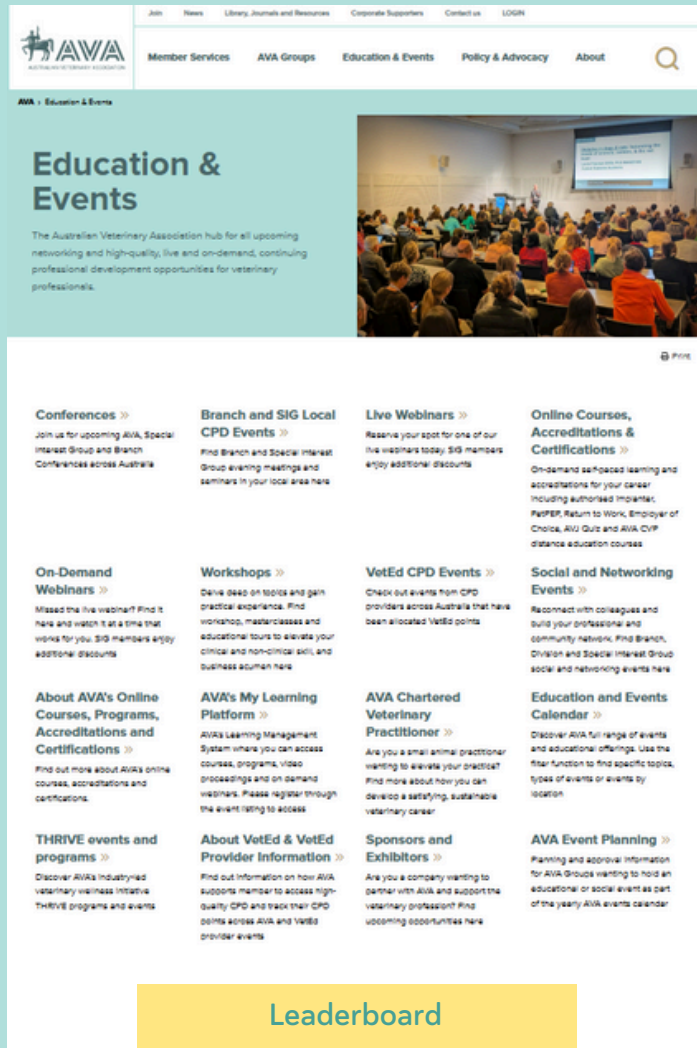 Join News Library, Journals and Resources Corporate Supporters Contact us LOGIN
AVA
AUSTRALIAN VETERINARY ASSOCIATION
Member Services AVA Groups Education & Events Policy & Advocacy About
AVA › Education & Events
Education &
Events
The Australian Veterinary Association hub for all upcoming
networking and high-quality, live and on-demand, continuing
professional development opportunities for veterinary
professionals.
Print
Conferences »
Join us for upcoming AVA, Special
Interest Group and Branch
Conferences across Australia
Branch and SIG Local
CPD Events »
Find Branch and Special Interest
Group evening meetings and
seminars in your local area here
Live Webinars »
Reserve your spot for one of our
live webinars today. SIG members
enjoy additional discounts
Online Courses,
Accreditations &
Certifications »
On-demand self-paced learning and
accreditations for your career
including authorised implanter,
PetPEP, Return to Work, Employer of
Choice, AVJ Quiz and AVA CVP
distance education courses
On-Demand
Webinars »
Missed the live webinar? Find it
here and watch it at a time that
works for you. SIG members enjoy
additional discounts
Workshops »
Delve deep on topics and gain
practical experience. Find
workshop, masterclasses and
educational tours to elevate your
clinical and non-clinical skill, and
business acumen here
VetEd CPD Events »
Check out events from CPD
providers across Australia that have
been allocated VetEd points
Social and Networking
Events »
Reconnect with colleagues and
build your professional and
community network. Find Branch,
Division and Special Interest Group
social and networking events here
About AVA's Online
Courses, Programs,
Accreditations and
Certifications »
Find out more about AVA's online
courses, accreditations and
certifications.
AVA's My Learning
Platform »
AVA's Learning Management
System where you can access
courses, programs, video
proceedings and on demand
webinars. Please register through
the event listing to access
AVA Chartered
Veterinary
Practitioner »
Are you a small animal practitioner
wanting to elevate your practice?
Find more about how you can
develop a satisfying, sustainable
veterinary career
Education and Events
Calendar »
Discover AVA full range of events
and educational offerings. Use the
filter function to find specific topics,
types of events or events by
location
THRIVE events and
programs »
Discover AVA's industry-led
veterinary wellness initiative
THRIVE programs and events
About VetEd & VetEd
Provider Information »
Find out information on how AVA
supports member to access high-
quality CPD and track their CPD
points across AVA and VetEd
provider events
Sponsors and
Exhibitors »
Are you a company wanting to
partner with AVA and support the
veterinary profession? Find
upcoming opportunities here
AVA Event Planning »
Planning and approval information
for AVA Groups wanting to hold an
educational or social event as part
of the yearly AVA events calendar
Leaderboard